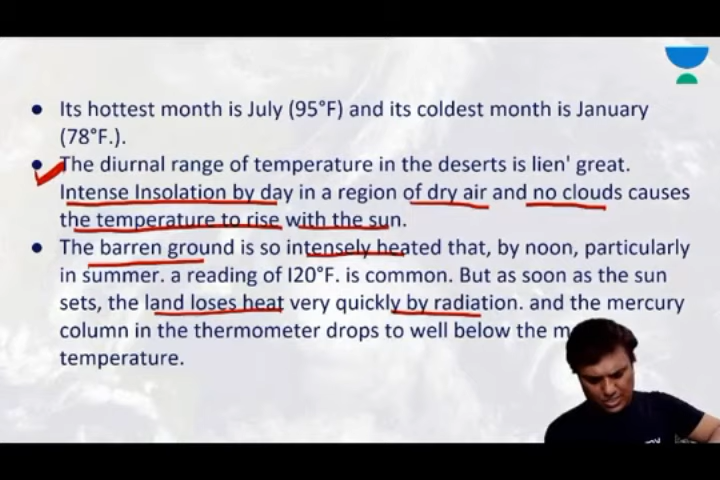 Its hottest month is July (95°F) and its coldest month is January
(78°F.).
The diurnal range of temperature in the deserts is lien' great.
Intense Insolation by day in a region of dry air and no clouds causes
the temperature to rise with the sun.
The barren ground is so intensely heated that, by noon, particularly
in summer. a reading of I20°F. is common. But as soon as the sun
sets, the land loses heat very quickly by radiation. and the mercury
column in the thermometer drops to well below the
temperature.